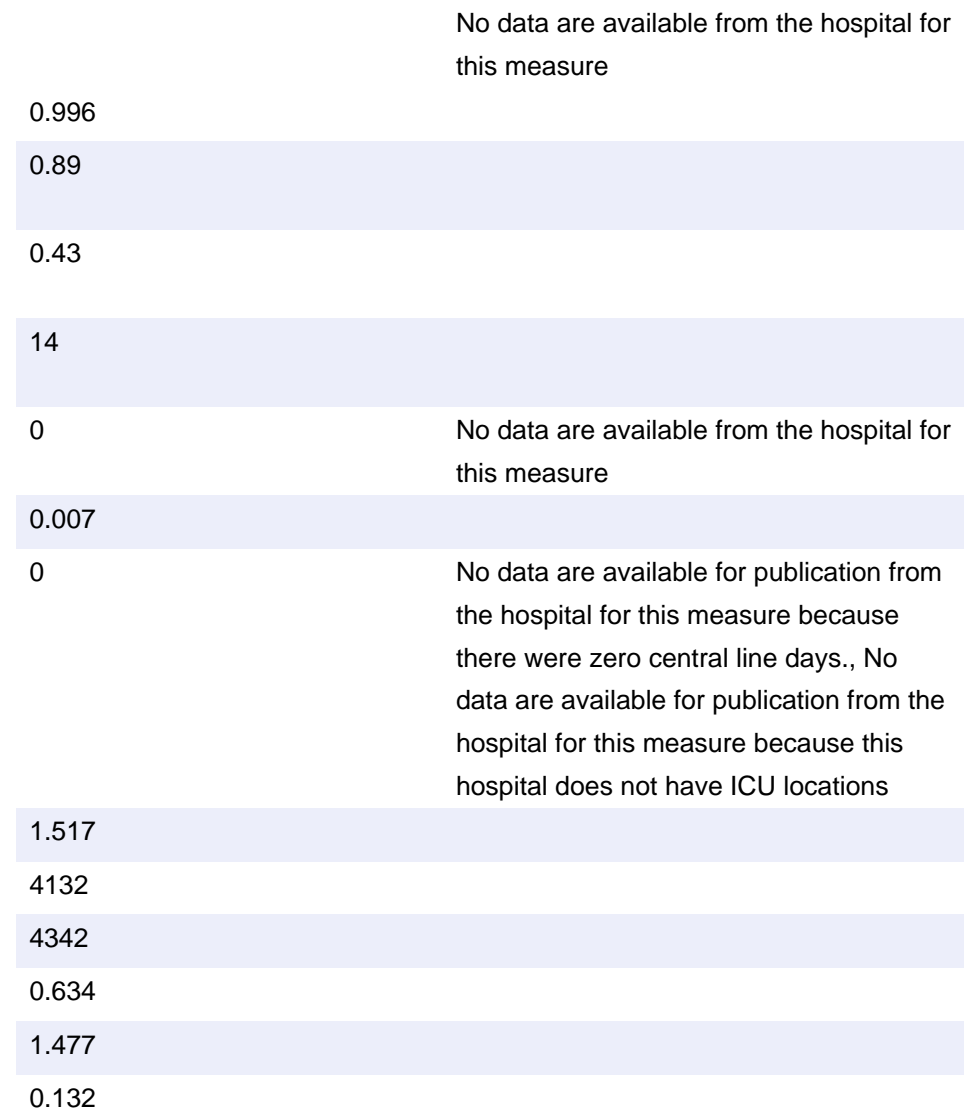 No data are available from the hospital for
this measure
0.996
0.89
0.43
14
0 No data are available from the hospital for
this measure
0.007
0 No data are available for publication from
the hospital for this measure because
there were zero central line days., No
data are available for publication from the
hospital for this measure because this
hospital does not have ICU locations
1.517
4132
4342
0.634
1.477
0.132